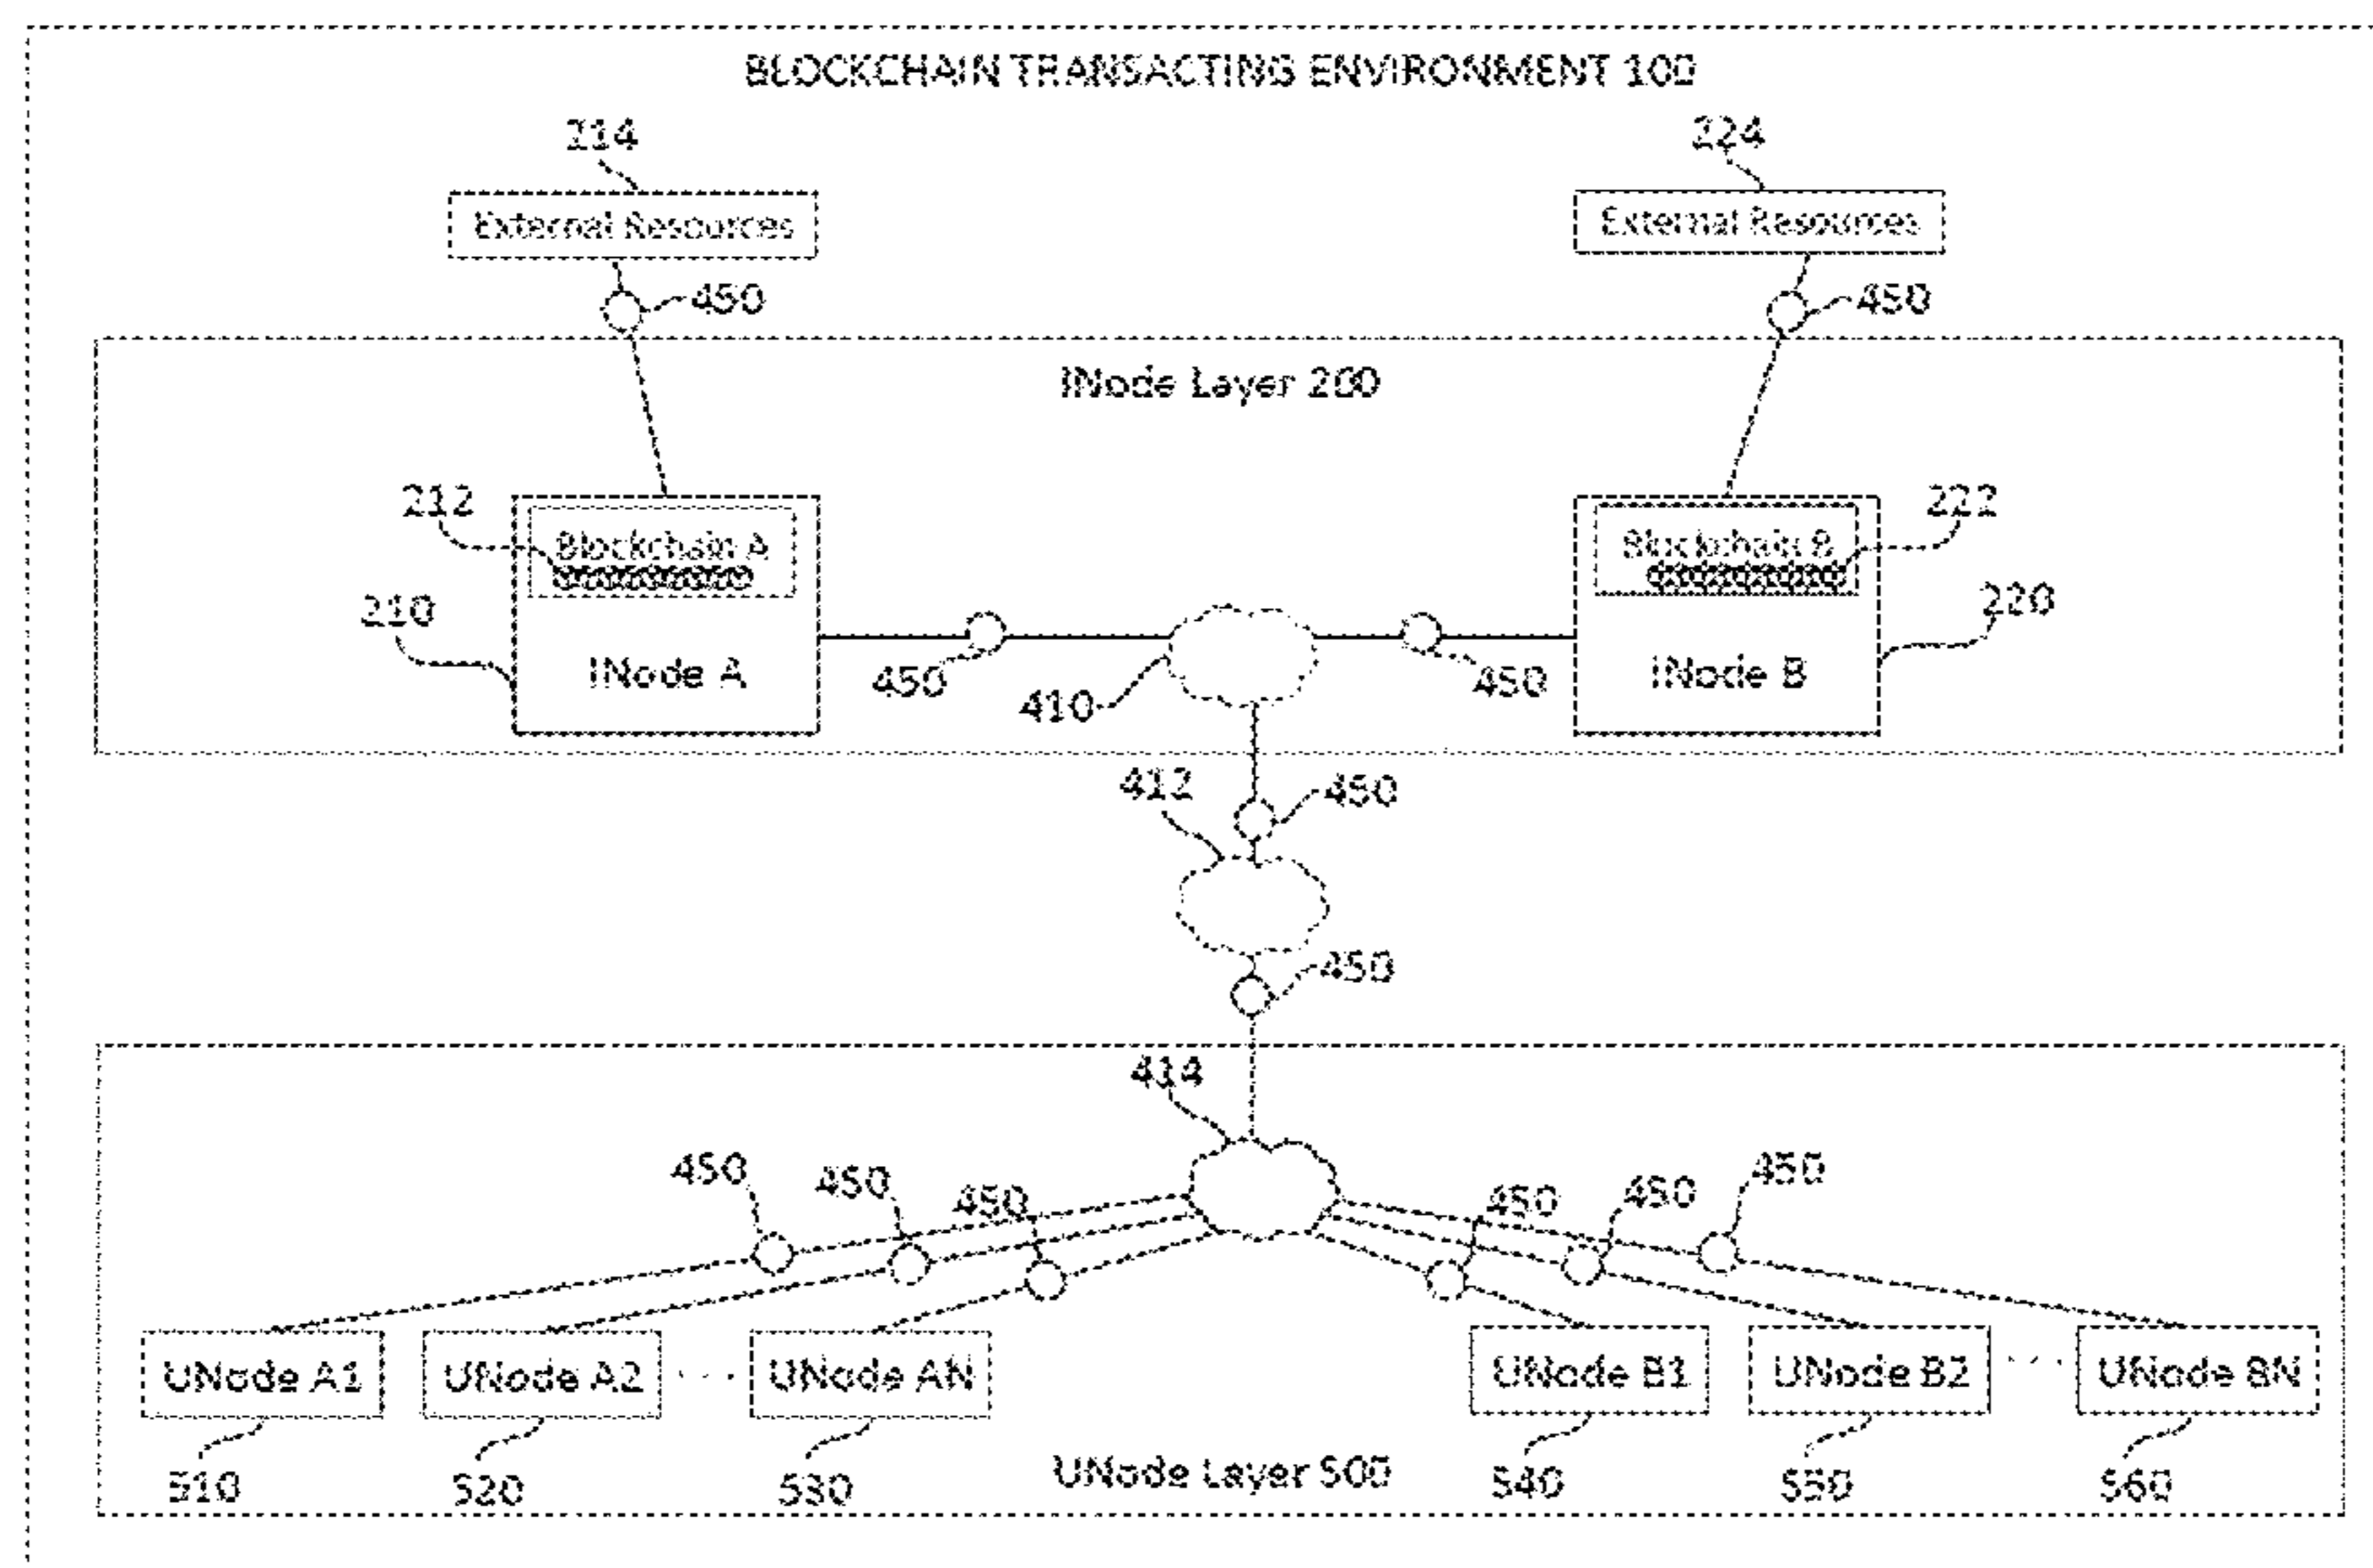 BLOCKCHAIN TRANSACTING ENVIRONMENT 100
214
224
External Resources
External Resources
450
450
INode Layer 200
212
Blockchain A
Blockchain B
222
210
220
INode A
450
410
450
INode B
412
450
450
414
450
450
450
450
450
450
UNode A1
UNode A2
UNode AN
UNode B1
UNode B2
UNode BN
510
520
530
UNode Layer 500
540
550
560